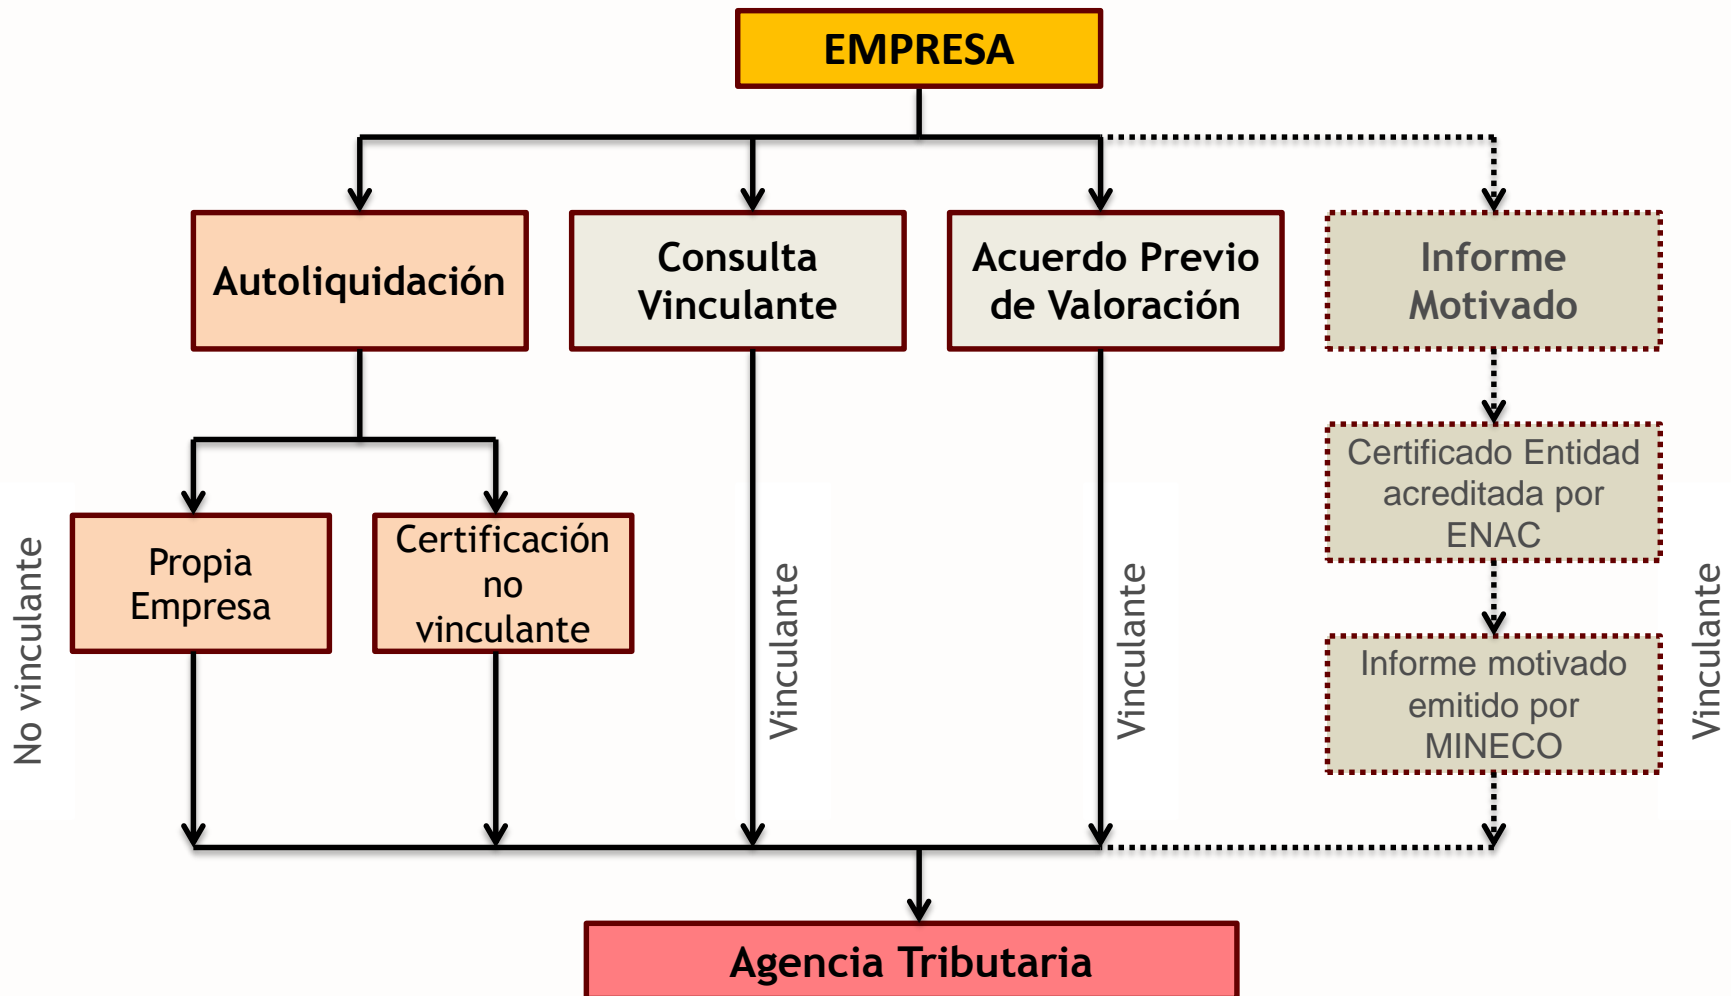 EMPRESA
Autoliquidación
Consulta
Vinculante
Acuerdo Previo
de Valoración
Informe
Motivado
Certificado Entidad
acreditada por
ENAC
Propia
Empresa
Certificación
no
vinculante
No vinculante
Vinculante
Vinculante
Vinculante
Informe motivado
emitido por
MINECO
Agencia Tributaria